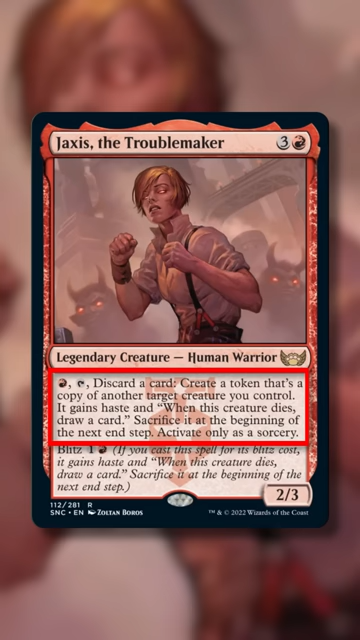 Jaxis, the Troublemaker 3
Legendary Creature — Human Warrior
, , Discard a card: Create a token that's a
copy of another target creature you control.
It gains haste and "When this creature dies,
draw a card." Sacrifice it at the beginning of
the next end step. Activate only as a sorcery.
Blitz 1 (If you cast this spell for its blitz cost,
it gains haste and "When this creature dies,
draw a card." Sacrifice it at the beginning of the
next end step.)
2/3
112/281 R
SNC • EN ZOLTAN BOROS
™ & © 2022 Wizards of the Coast